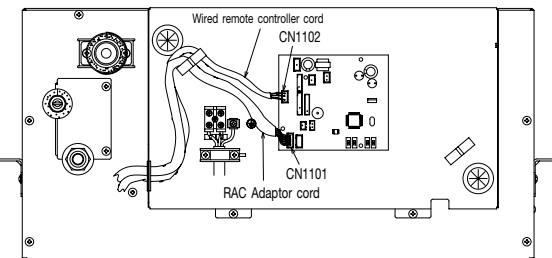 Wired remote controller cord
CN1102
CN1101
RAC Adaptor cord